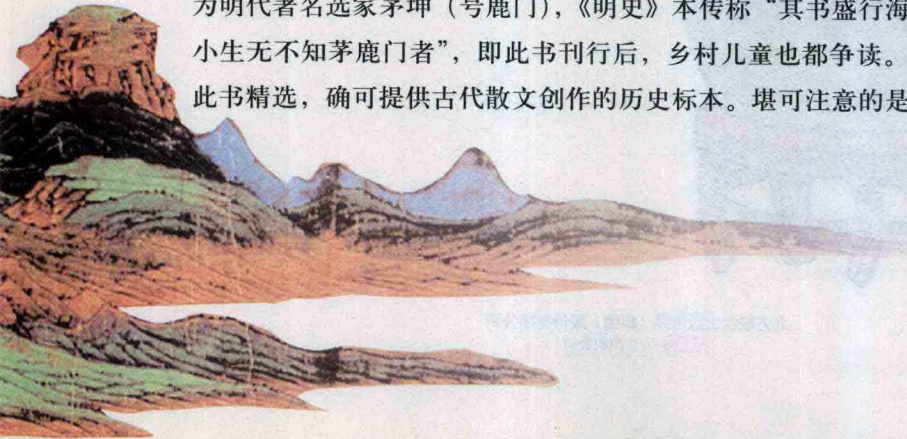 为明代著名选家茅坤（号鹿门），《明史》本传称“其书盛行海
小生无不知茅鹿门者”，即此书刊行后，乡村儿童也都争读。
此书精选，确可提供古代散文创作的历史标本。堪可注意的是